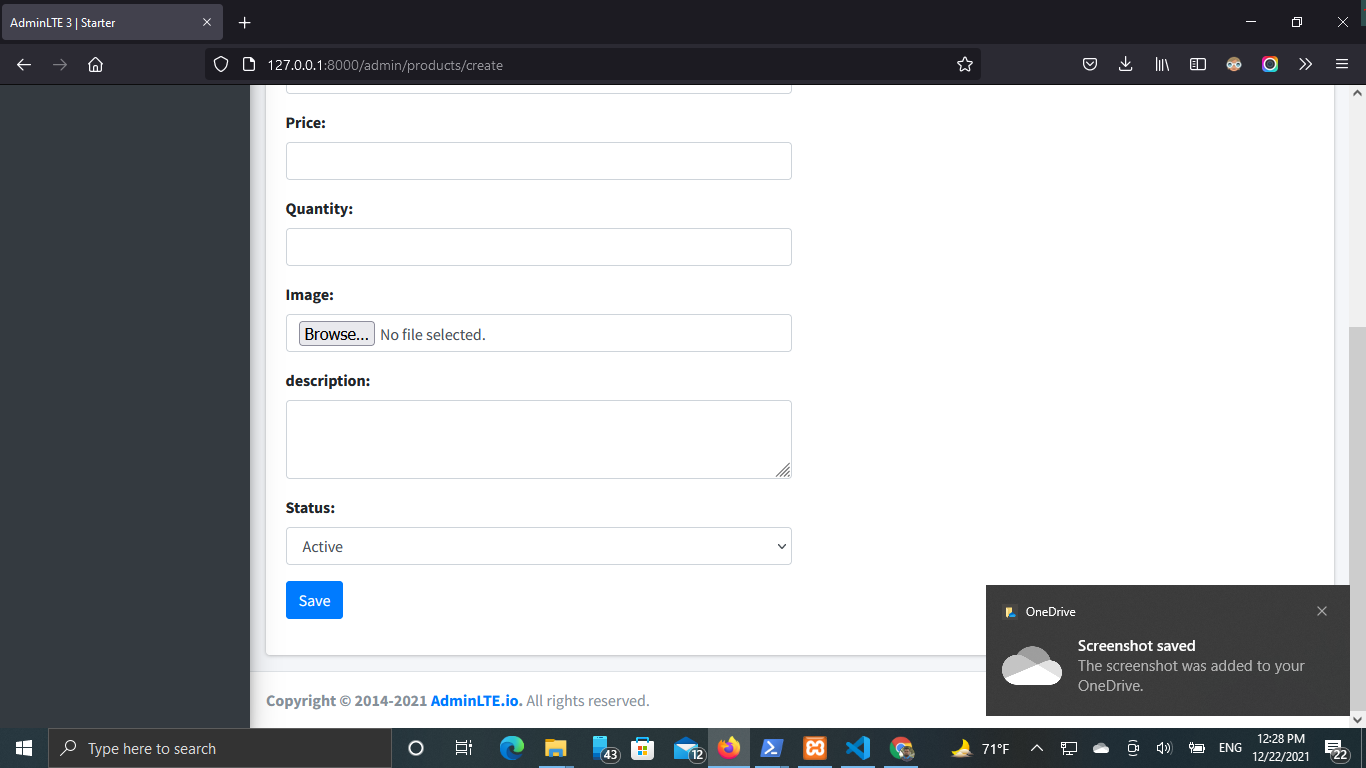 AdminLTE 3 | Starter
127.0.0.1:8000/admin/products/create
Price:
Quantity:
Image:
Browse... No file selected.
description:
Status:
Active
Save
OneDrive
Screenshot saved
The screenshot was added to your
OneDrive.
Copyright © 2014-2021 AdminLTE.io. All rights reserved.
Type here to search
43
12
71°F
ENG
12:28 PM
12/22/2021
22